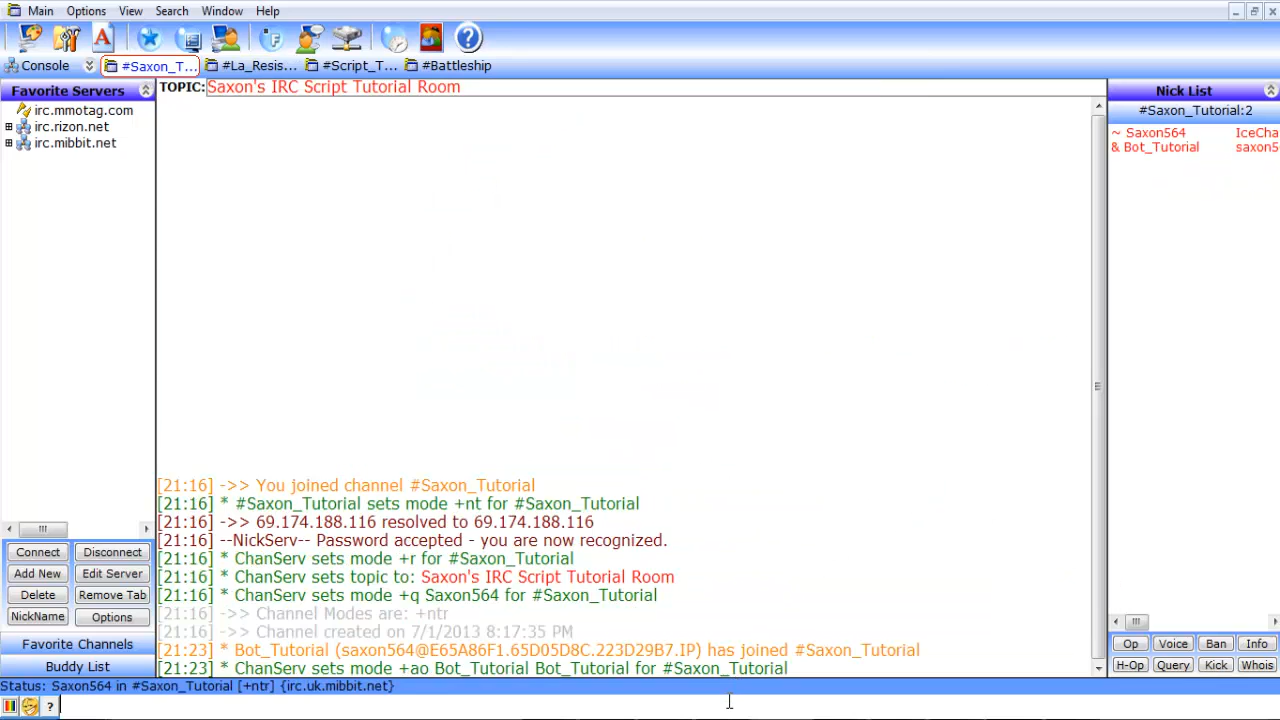 Main Options View Search Window Help
Console #Saxon_T... #La_Resis... #Script_T... #Battleship
Favorite Servers
irc.mmotag.com
irc.rizon.net
irc.mibbit.net
Connect Disconnect
Add New Edit Server
Delete Remove Tab
NickName Options
Favorite Channels
Buddy List
TOPIC: Saxon's IRC Script Tutorial Room
[21:16] ->> You joined channel #Saxon_Tutorial
[21:16] * #Saxon_Tutorial sets mode +nt for #Saxon_Tutorial
[21:16] ->> 69.174.188.116 resolved to 69.174.188.116
[21:16] --NickServ-- Password accepted - you are now recognized.
[21:16] * ChanServ sets mode +r for #Saxon_Tutorial
[21:16] * ChanServ sets topic to: Saxon's IRC Script Tutorial Room
[21:16] * ChanServ sets mode +q Saxon564 for #Saxon_Tutorial
[21:16] ->> Channel Modes are: +ntr
[21:16] ->> Channel created on 7/1/2013 8:17:35 PM
[21:23] * Bot_Tutorial (saxon564@E65A86F1.65D05D8C.223D29B7.IP) has joined #Saxon_Tutorial
[21:23] * ChanServ sets mode +ao Bot_Tutorial Bot_Tutorial for #Saxon_Tutorial
Nick List
#Saxon_Tutorial:2
~ Saxon564 IceCha
& Bot_Tutorial saxon5
Op Voice Ban Info
H-Op Query Kick Whois
Status: Saxon564 in #Saxon_Tutorial [+ntr] {irc.uk.mibbit.net}
?